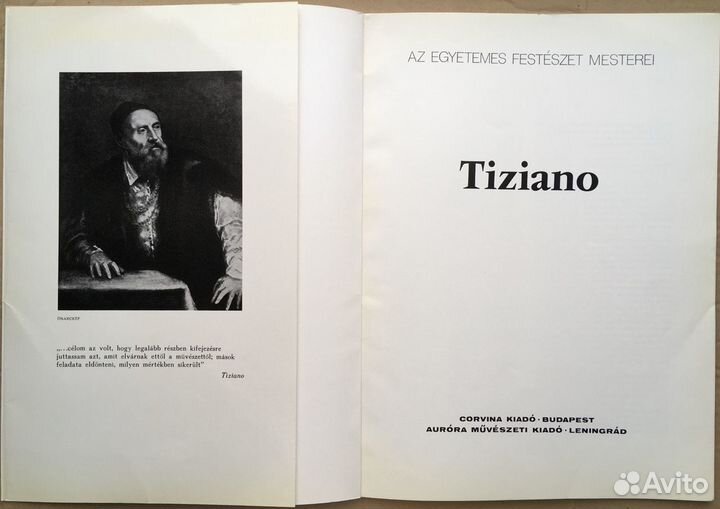 ÖNARCKÉP
„...célom az volt, hogy legalább részben kifejezésre
juttassam azt, amit elvárnak ettől a művészettől; mások
feladata eldönteni, milyen mértékben sikerült”
Tiziano
AZ EGYETEMES FESTÉSZET MESTEREI
Tiziano
CORVINA KIADÓ · BUDAPEST
AURÓRA MŰVÉSZETI KIADÓ · LENINGRÁD
Avito